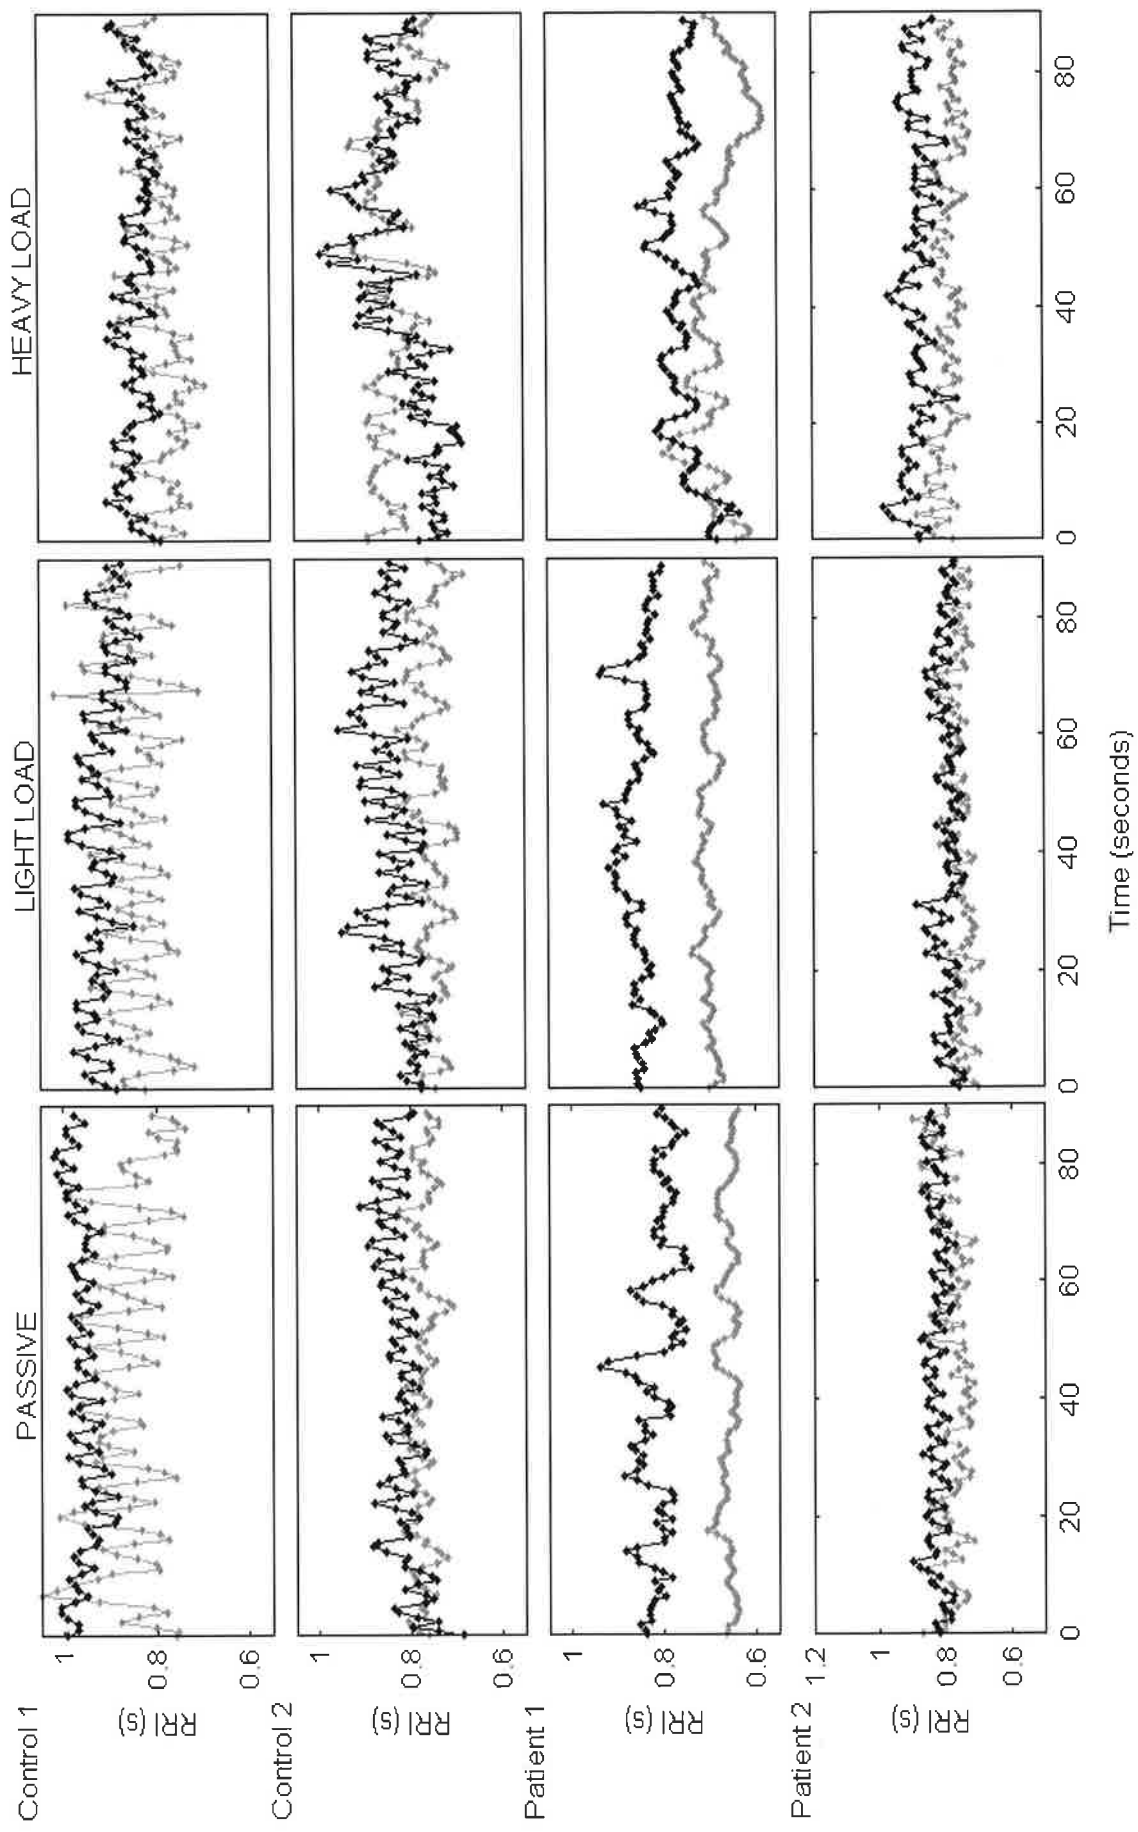 PASSIVE LIGHT LOAD HEAVY LOAD
Control 1
RRI (s)
1
0.8
0.6
Control 2
RRI (s)
1
0.8
0.6
Patient 1
RRI (s)
1
0.8
0.6
Patient 2
RRI (s)
1.2
1
0.8
0.6
0 20 40 60 80 0 20 40 60 80 0 20 40 60 80
Time (seconds)